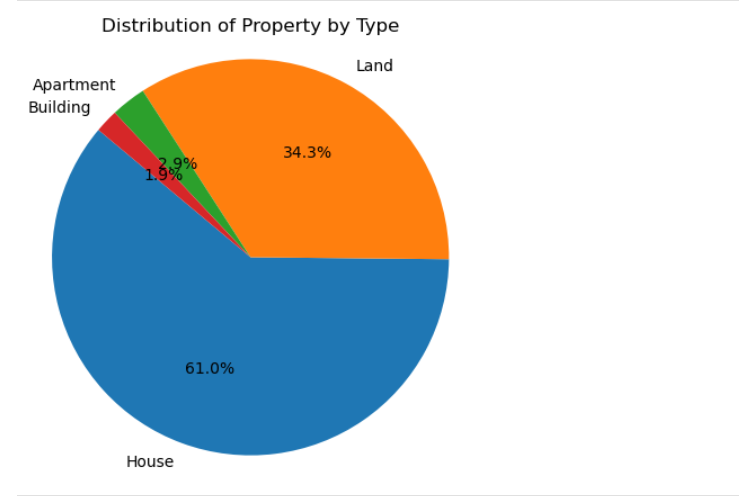 Distribution of Property by Type
Land
Apartment
Building
34.3%
2.9%
1.9%
61.0%
House